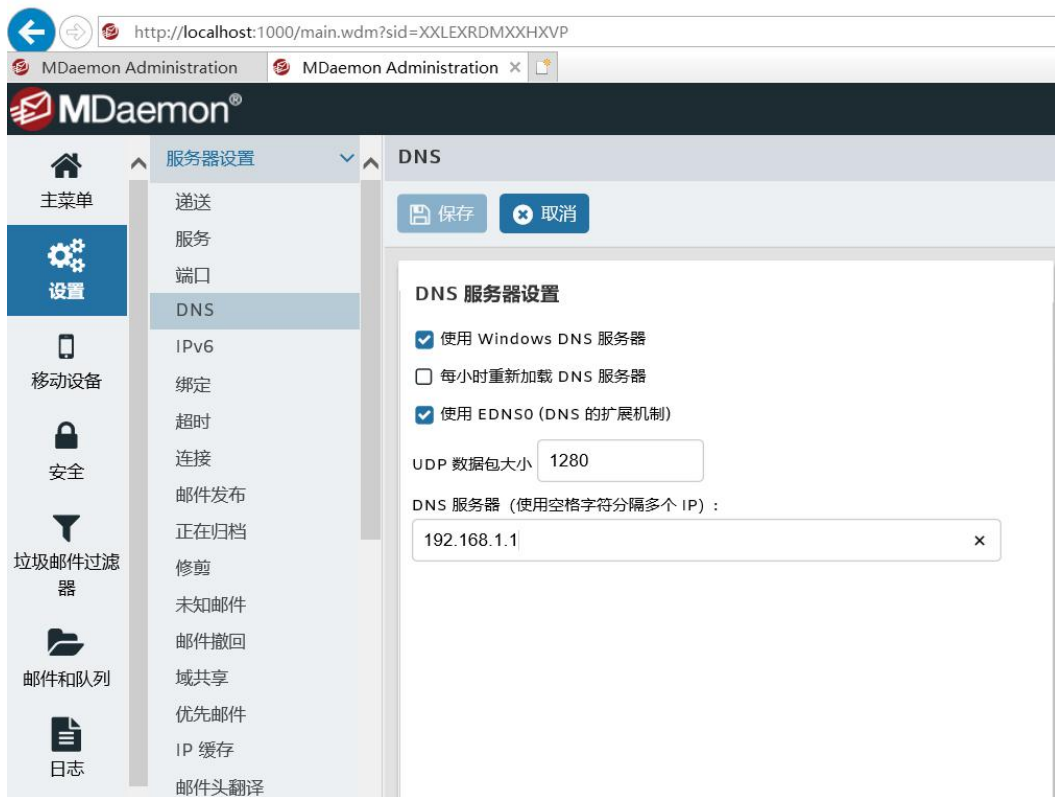 http://localhost:1000/main.wdm?sid=XXLEXRDMXXHXVP
MDaemon Administration
MDaemon Administration
MDaemon®
主菜单
设置
移动设备
安全
垃圾邮件过滤
器
邮件和队列
日志
服务器设置
递送
服务
端口
DNS
IPv6
绑定
超时
连接
邮件发布
正在归档
修剪
未知邮件
邮件撤回
域共享
优先邮件
IP 缓存
邮件头翻译
DNS
保存
取消
DNS 服务器设置
使用 Windows DNS 服务器
每小时重新加载 DNS 服务器
使用 EDNS0 (DNS 的扩展机制)
UDP 数据包大小 1280
DNS 服务器（使用空格字符分隔多个 IP）:
192.168.1.1